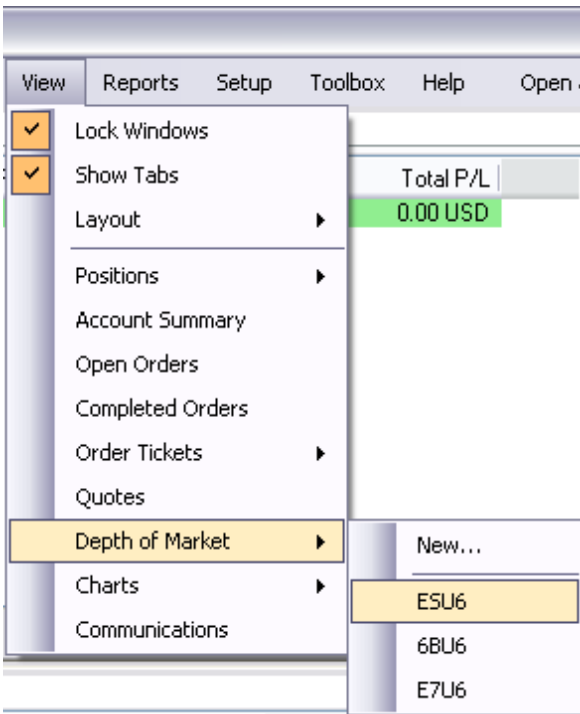 View Reports Setup Toolbox Help Open
Lock Windows
Show Tabs
Total P/L
Layout
0.00 USD
Positions
Account Summary
Open Orders
Completed Orders
Order Tickets
Quotes
Depth of Market
New...
Charts
ESU6
Communications
6BU6
E7U6